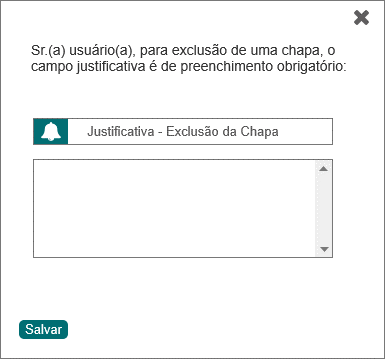 Sr.(a) usuário(a), para exclusão de uma chapa, o
campo justificativa é de preenchimento obrigatório:
Justificativa - Exclusão da Chapa
Salvar